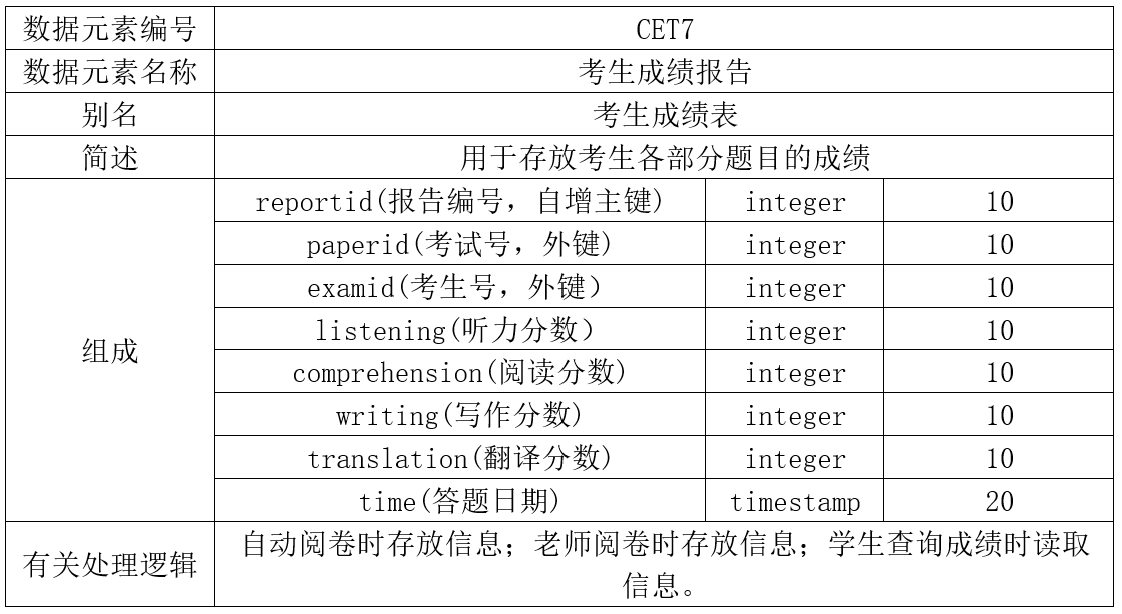 数据元素编号 CET7
数据元素名称 考生成绩报告
别名 考生成绩表
简述 用于存放考生各部分题目的成绩
组成
reportid(报告编号，自增主键) integer 10
paperid(考试号，外键) integer 10
examid(考生号，外键） integer 10
listening(听力分数） integer 10
comprehension(阅读分数) integer 10
writing(写作分数) integer 10
translation(翻译分数) integer 10
time(答题日期) timestamp 20
有关处理逻辑
自动阅卷时存放信息；老师阅卷时存放信息；学生查询成绩时读取
信息。